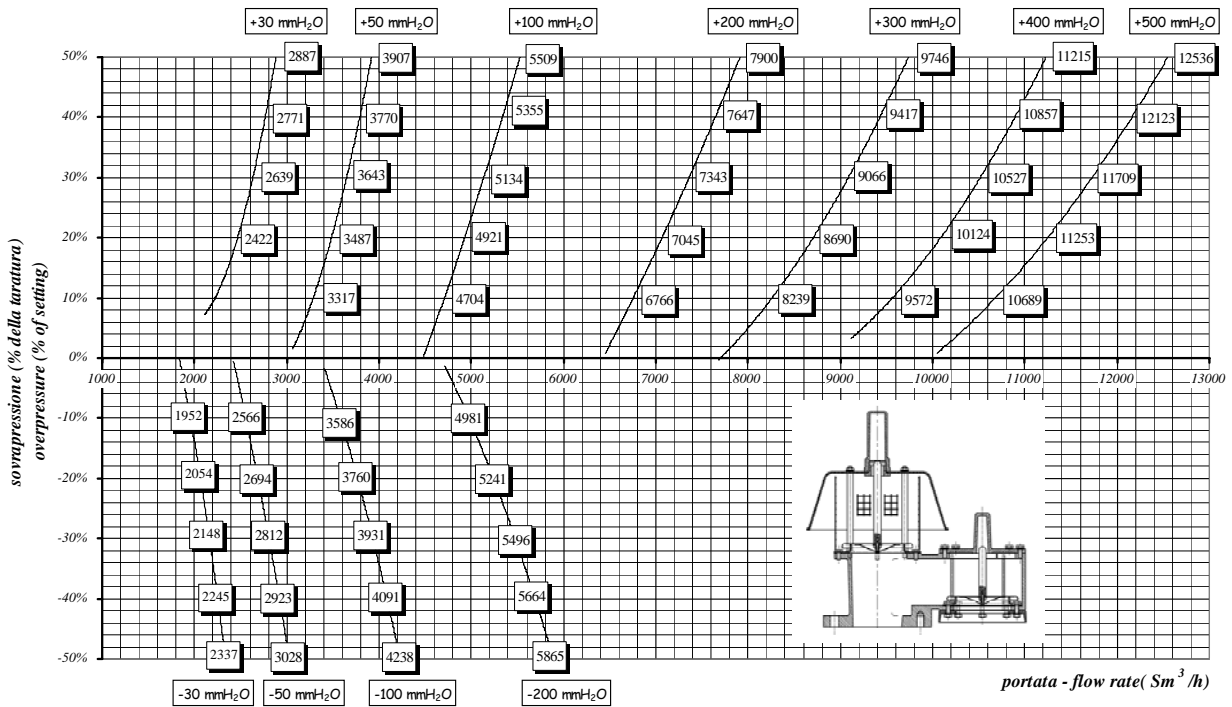 +30 mmH₂O +50 mmH₂O +100 mmH₂O +200 mmH₂O +300 mmH₂O +400 mmH₂O +500 mmH₂O
50% 2887 3907 5509 7900 9746 11215 12536
40% 2771 3770 5355 7647 9417 10857 12123
30% 2639 3643 5134 7343 9066 10527 11709
20% 2422 3487 4921 7045 8690 10124 11253
10% 3317 4704 6766 8239 9572 10689
0%
1000 2000 3000 4000 5000 6000 7000 8000 9000 10000 11000 12000 13000
-10% 1952 2566 3586 4981
-20% 2054 2694 3760 5241
-30% 2148 2812 3931 5496
-40% 2245 2923 4091 5664
-50% 2337 3028 4238 5865
-30 mmH₂O -50 mmH₂O -100 mmH₂O -200 mmH₂O
sovrapressione (% della taratura)
overpressure (% of setting)
portata - flow rate( Sm³/h)